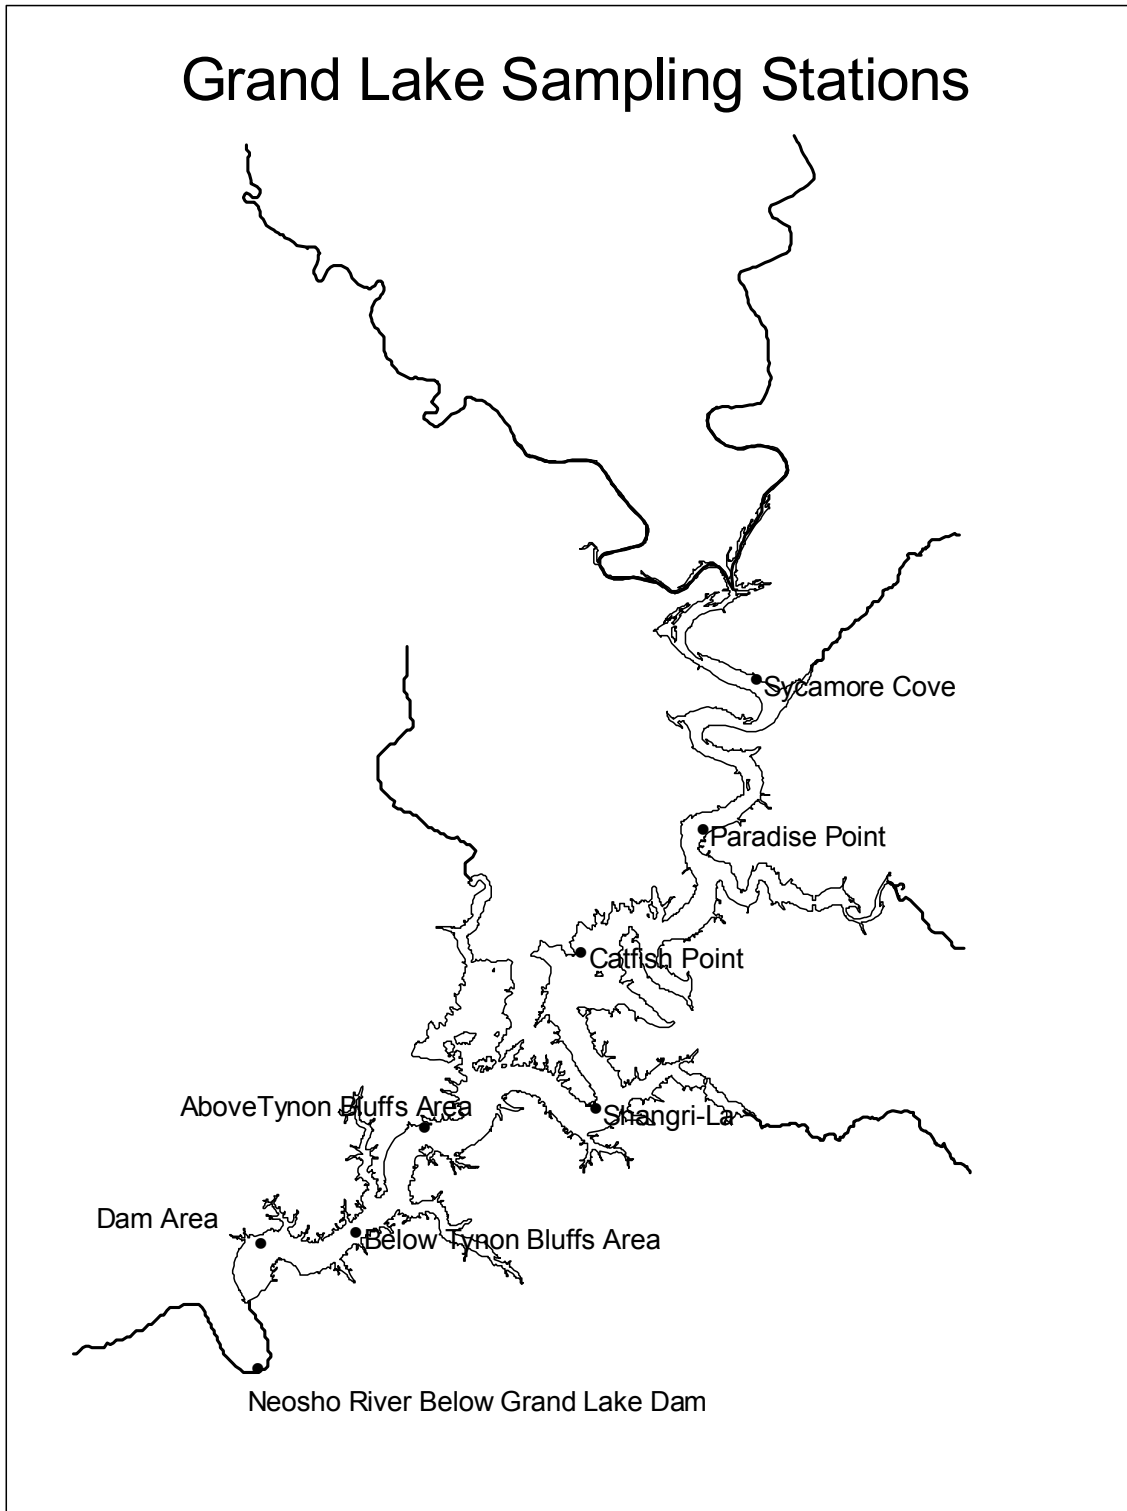 Grand Lake Sampling Stations
Sycamore Cove
Paradise Point
Catfish Point
AboveTynon Bluffs Area
Shangri-La
Dam Area
Below Tynon Bluffs Area
Neosho River Below Grand Lake Dam